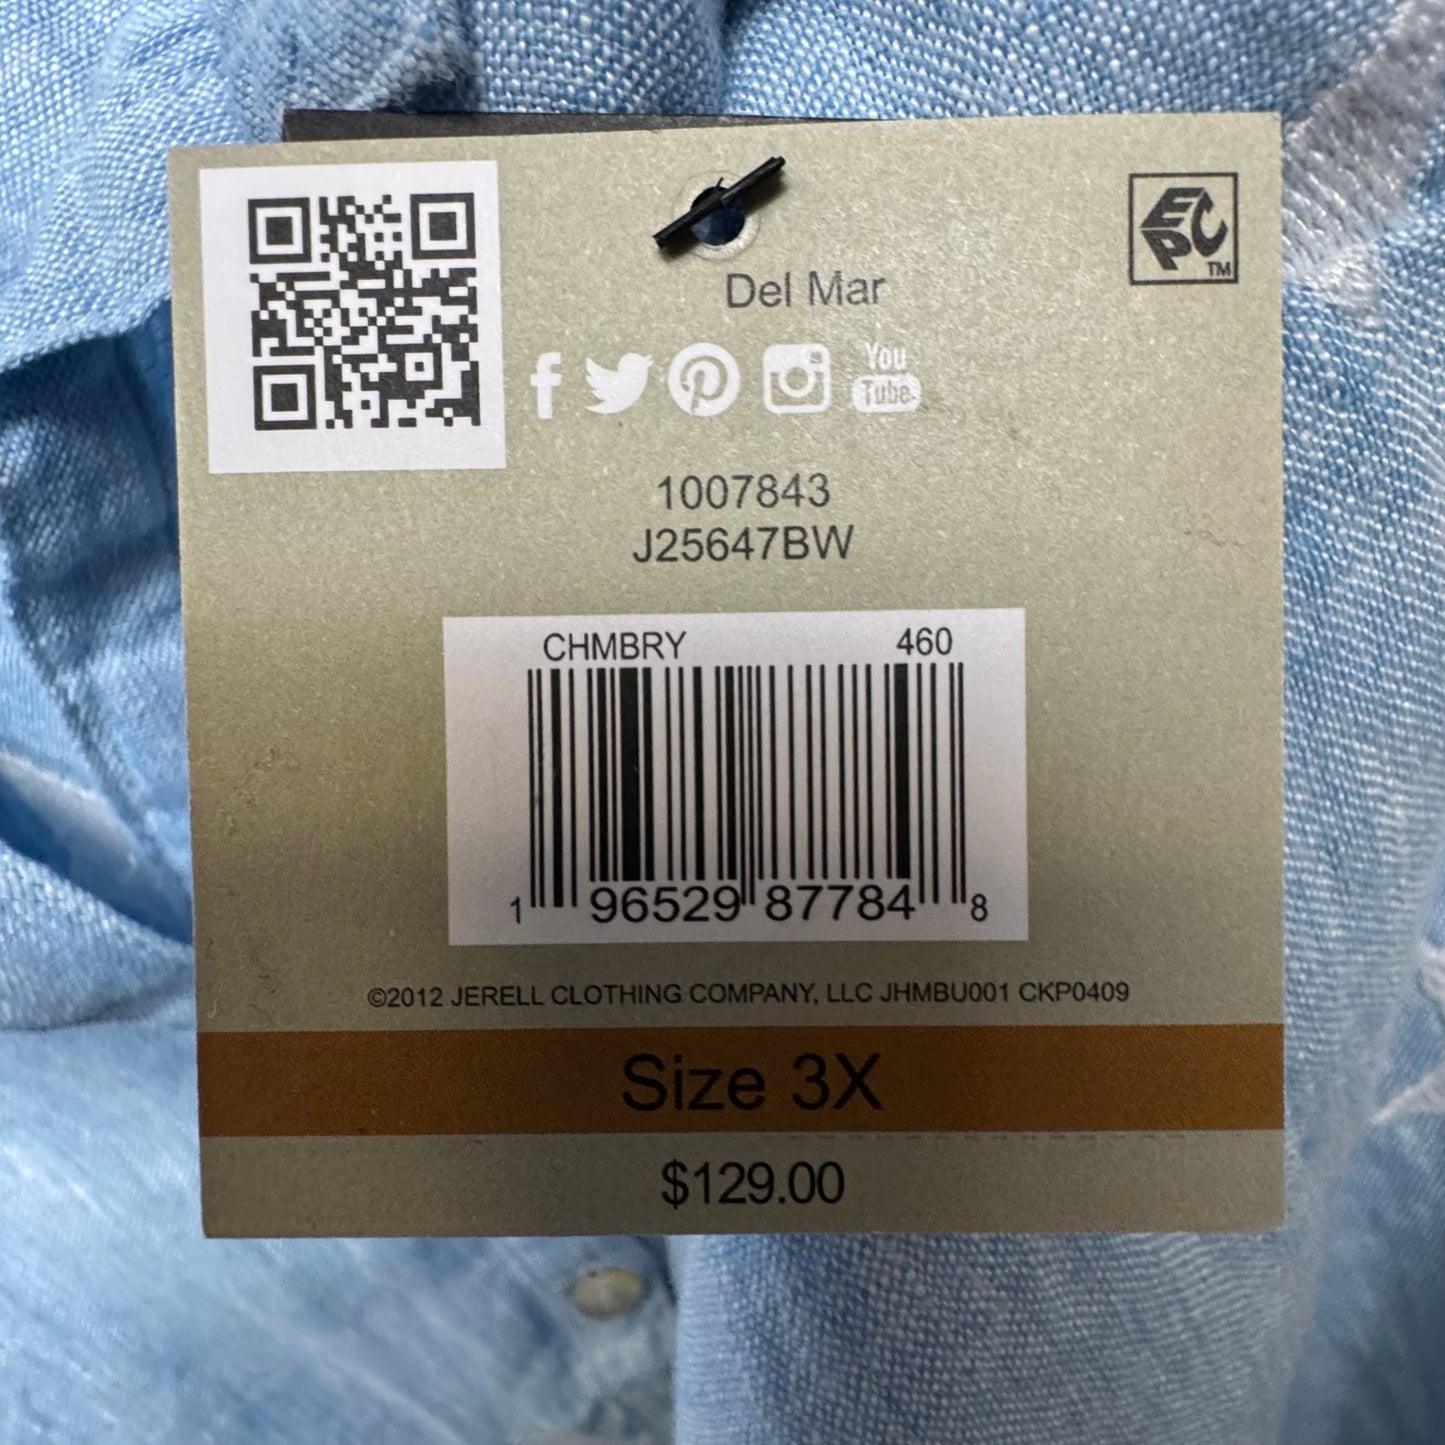 EPC™
Del Mar
f You Tube
1007843
J25647BW
CHMBRY 460
1 96529 87784 8
©2012 JERELL CLOTHING COMPANY, LLC JHMBU001 CKP0409
Size 3X
$129.00